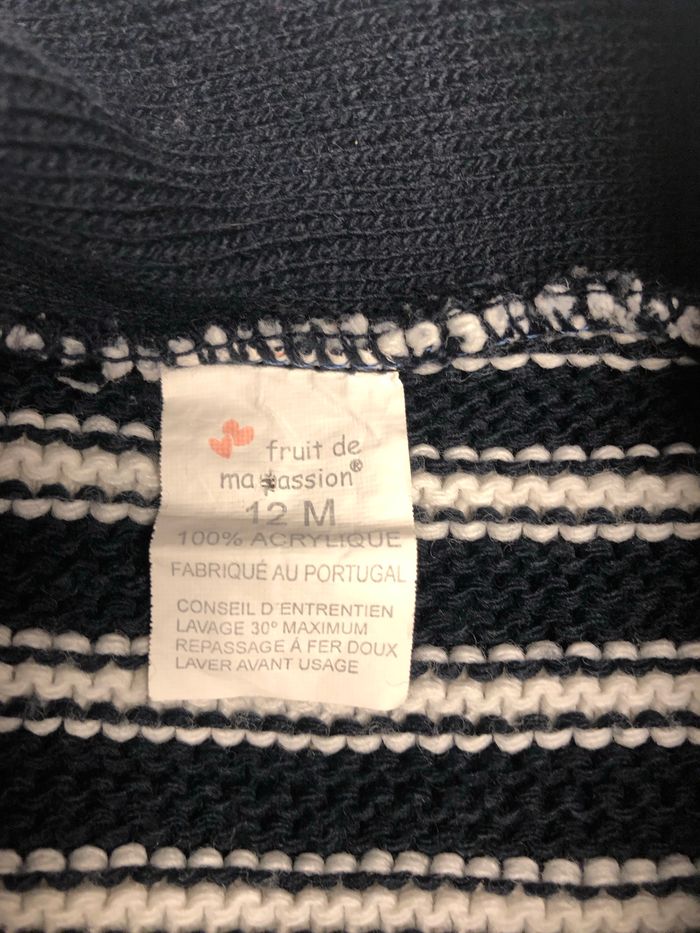 fruit de
ma passion®
12 M
100% ACRYLIQUE
FABRIQUÉ AU PORTUGAL
CONSEIL D'ENTRETIEN
LAVAGE 30° MAXIMUM
REPASSAGE À FER DOUX
LAVER AVANT USAGE